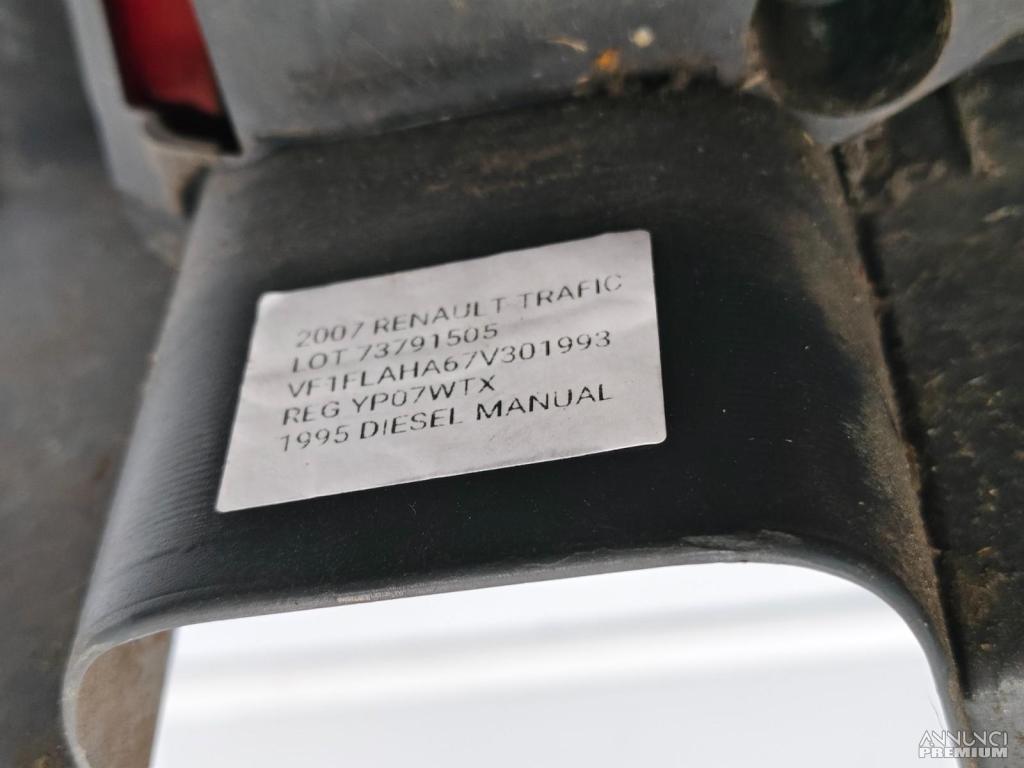 2007 RENAULT TRAFIC
LOT 73791505
VF1FLAHA67V301993
REG YP07WTX
1995 DIESEL MANUAL
ANNUNCI
PREMIUM